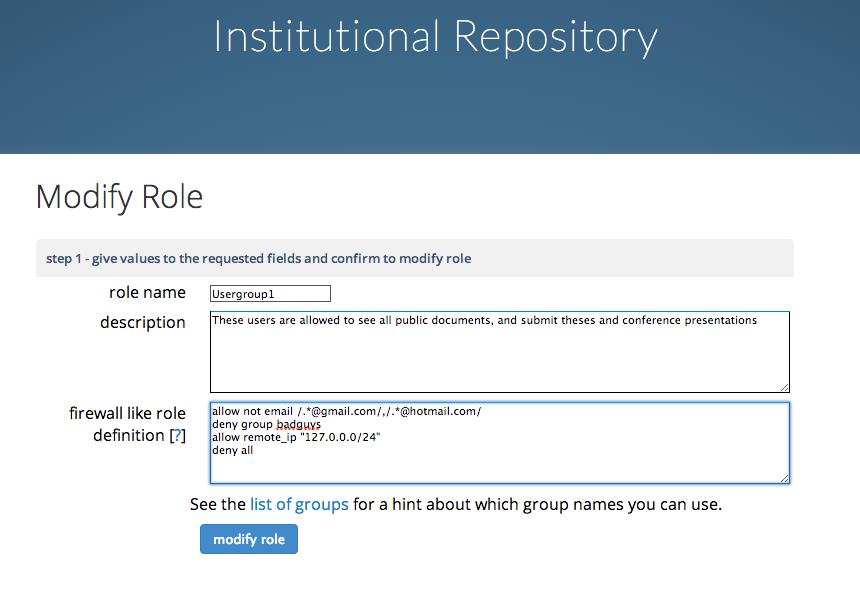 Institutional Repository
Modify Role
step 1 - give values to the requested fields and confirm to modify role
role name
Usergroup1
description
These users are allowed to see all public documents, and submit theses and conference presentations
firewall like role
definition [?]
allow not email /.*@gmail.com/,/.*@hotmail.com/
deny group badguys
allow remote_ip "127.0.0.0/24"
deny all
See the list of groups for a hint about which group names you can use.
modify role